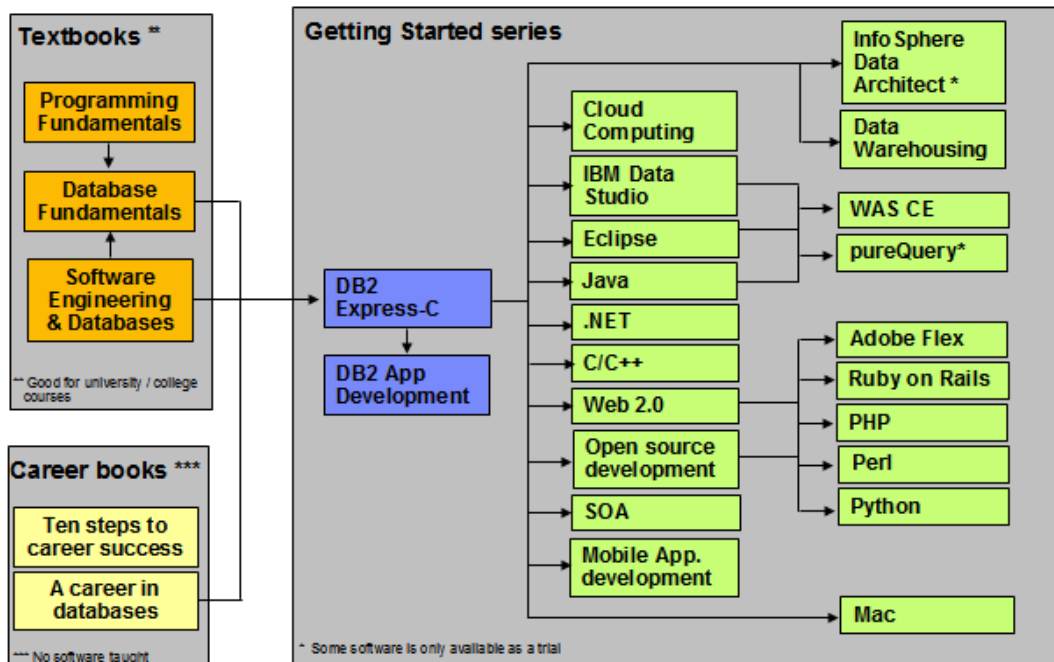 Textbooks **
Programming
Fundamentals
Database
Fundamentals
Software
Engineering
& Databases
** Good for university / college
courses
Career books ***
Ten steps to
career success
A career in
databases
*** No software taught
Getting Started series
DB2
Express-C
DB2 App
Development
Cloud
Computing
IBM Data
Studio
Eclipse
Java
.NET
C/C++
Web 2.0
Open source
development
SOA
Mobile App.
development
InfoSphere
Data
Architect *
Data
Warehousing
WAS CE
pureQuery*
Adobe Flex
Ruby on Rails
PHP
Perl
Python
Mac
* Some software is only available as a trial